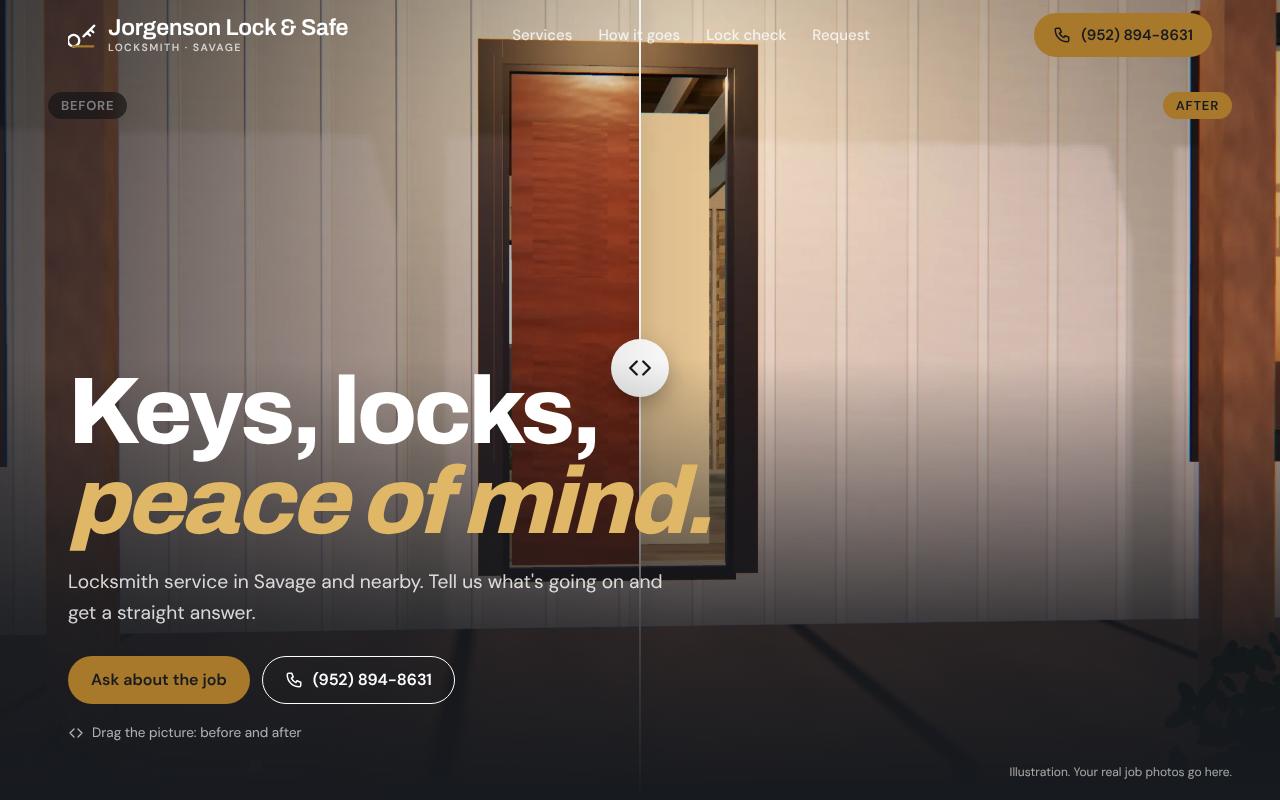 Jorgenson Lock & Safe
LOCKSMITH · SAVAGE
Services How it goes Lock check Request
(952) 894-8631
BEFORE
AFTER
Keys, locks,
peace of mind.
Locksmith service in Savage and nearby. Tell us what's going on and
get a straight answer.
Ask about the job
(952) 894-8631
Drag the picture: before and after
Illustration. Your real job photos go here.